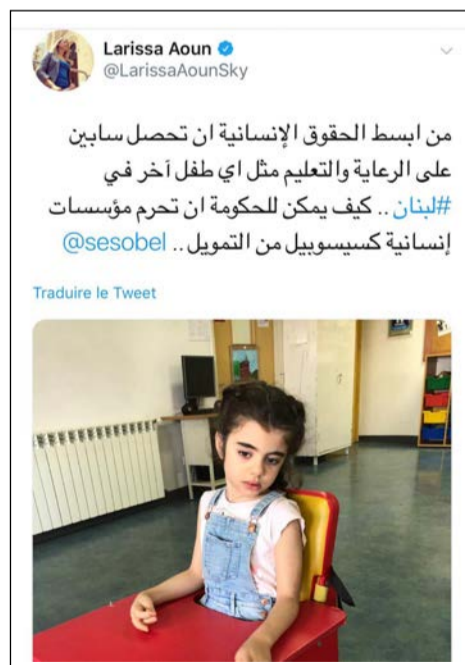 Larissa Aoun
@LarissaAounSky
من ابسط الحقوق الإنسانية ان تحصل سابين
على الرعاية والتعليم مثل اي طفل آخر في
#لبنان .. كيف يمكن للحكومة ان تحرم مؤسسات
إنسانية كسيسوبيل من التمويل .. @sesobel
Traduire le Tweet